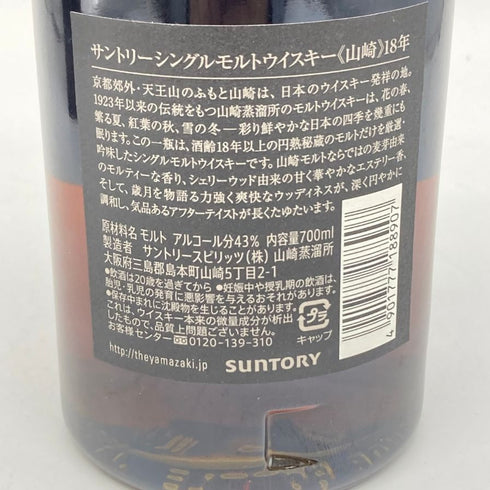 サントリーシングルモルトウイスキー《山崎》18年
京都郊外・天王山のふもと山崎は、日本のウイスキー発祥の地。
1923年以来の伝統をもつ山崎蒸溜所のモルトウイスキーは、花の春、
繁る夏、紅葉の秋、雪の冬―彩り鮮やかな日本の四季を幾重にも
眠ります。この一瓶は、酒齢18年以上の円熟秘蔵のモルトだけを厳選・
吟味したシングルモルトウイスキーです。山崎モルトならではの麦芽由来
のモルティーな香り、シェリーウッド由来の甘く華やかなエステリー香、
そして、歳月を物語る力強く爽快なウッディネスが、深く円やかに
調和し、気品あるアフターテイストが長くたゆたいます。
原材料名 モルト アルコール分43% 内容量700ml
製造者 サントリースピリッツ(株) 山崎蒸溜所
大阪府三島郡島本町山崎5丁目2-1
●飲酒は20歳を過ぎてから ●妊娠中や授乳期の飲酒は、
胎児・乳児の発育に悪影響を与えるおそれがあります。
●保存中まれに沈殿物を生じることがあります。
これは、ウイスキー本来の微量成分が析出
したもので、品質上問題ございません。
お客様センター 0120-139-310
http://theyamazaki.jp
SUNTORY
プラ
キャップ
4 901777 188907